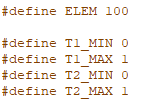 #define ELEM 100
#define T1_MIN 0
#define T1_MAX 1
#define T2_MIN 0
#define T2_MAX 1